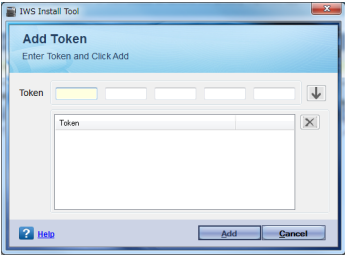 IWS Install Tool
Add Token
Enter Token and Click Add
Token
Token
Help
Add
Cancel